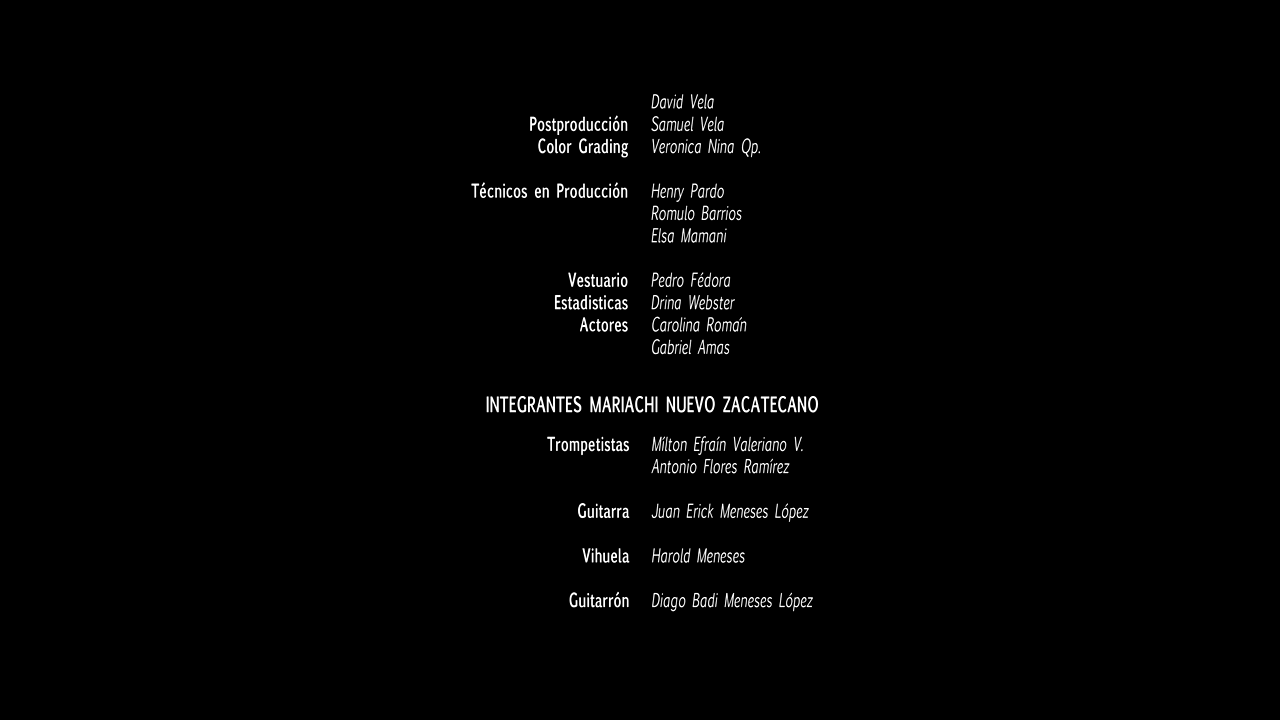 David Vela
Postproducción Samuel Vela
Color Grading Veronica Nina Qp.
Técnicos en Producción Henry Pardo
Romulo Barrios
Elsa Mamani
Vestuario Pedro Fédora
Estadisticas Drina Webster
Actores Carolina Román
Gabriel Amas
INTEGRANTES MARIACHI NUEVO ZACATECANO
Trompetistas Mílton Efraín Valeriano V.
Antonio Flores Ramírez
Guitarra Juan Erick Meneses López
Vihuela Harold Meneses
Guitarrón Diago Badi Meneses López